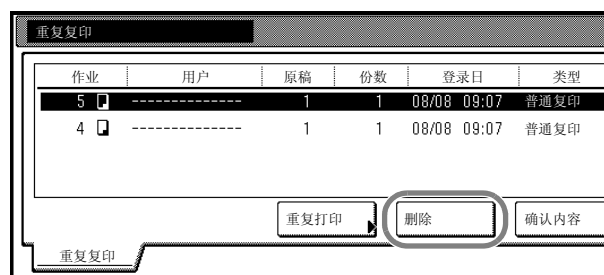 重复复印
作业 用户 原稿 份数 登录日 类型
5 -------------- 1 1 08/08 09:07 普通复印
4 -------------- 1 1 08/08 09:07 普通复印
重复打印 删除 确认内容
重复复印